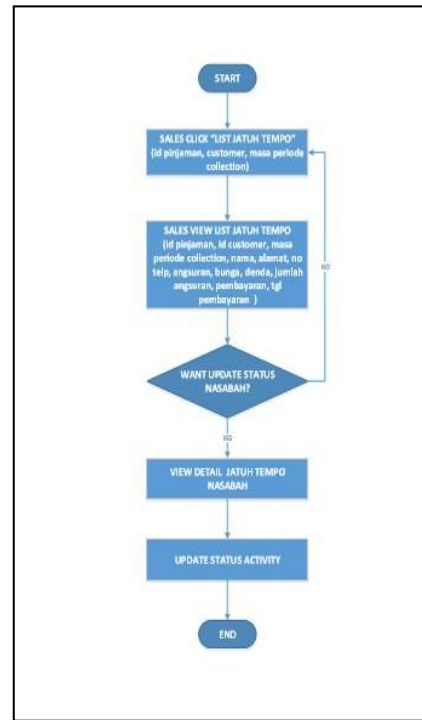 START
SALES CLICK "LIST JATUH TEMPO"
(id pinjaman, customer, masa periode
collection)
SALES VIEW LIST JATUH TEMPO
(id pinjaman, id customer, masa
periode collection, nama, alamat, no
telp, angsuran, bunga, denda, jumlah
angsuran, pembayaran, tgl
pembayaran )
NO
WANT UPDATE STATUS
NASABAH?
VIEW DETAIL JATUH TEMPO
NASABAH
UPDATE STATUS ACTIVITY
END